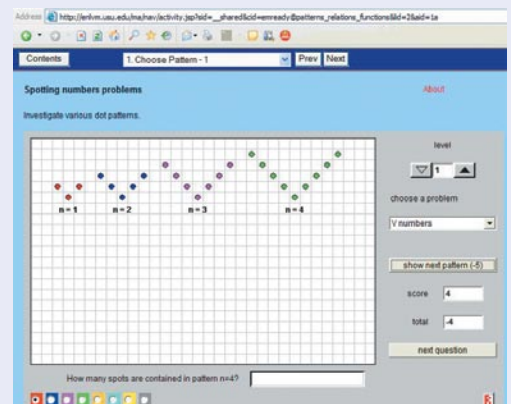 Address http://enlvm.usu.edu/ma/nav/activity.jsp?sid=__shared&cid=emready@patterns_relations_functions&lid=2&aid=1a
Contents 1. Choose Pattern - 1 Prev Next
Spotting numbers problems About
Investigate various dot patterns.
level
1
choose a problem
V numbers
n = 1 n = 2 n = 3 n = 4
show next pattern (-5)
score 4
total -4
next question
How many spots are contained in pattern n=4?